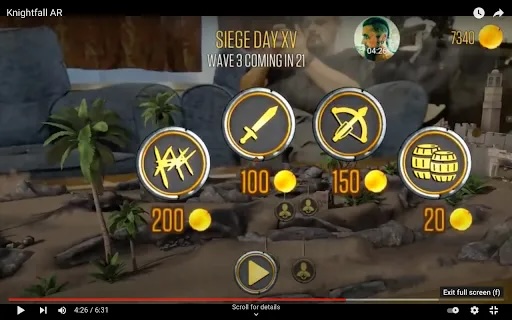 Knightfall AR
SIEGE DAY XV
WAVE 3 COMING IN 21
04:26
7340
100
150
200
20
Exit full screen (f)
4:26 / 6:31
Scroll for details